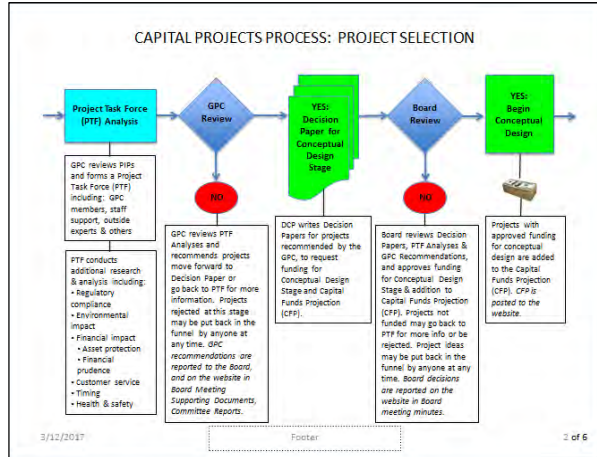 CAPITAL PROJECTS PROCESS: PROJECT SELECTION
Project Task Force
(PTF) Analysis
GPC
Review
YES:
Decision
Paper for
Conceptual
Design
Stage
Board
Review
YES:
Begin
Conceptual
Design
NO
NO
GPC reviews PIPs
and forms a Project
Task Force (PTF)
including: GPC
members, staff
support, outside
experts & others
PTF conducts
additional research
& analysis including:
• Regulatory
compliance
• Environmental
impact
• Financial impact
• Asset protection
• Financial
prudence
• Customer service
• Timing
• Health & safety
GPC reviews PTF
Analyses and
recommends projects
move forward to
Decision Paper or
go back to PTF for more
information. Projects
rejected at this stage
may be put back in the
funnel by anyone at
any time. GPC
recommendations are
reported to the Board,
and on the website in
Board Meeting
Supporting Documents,
Committee Reports.
DCP writes Decision
Papers for projects
recommended by the
GPC, to request
funding for
Conceptual Design
Stage and Capital
Funds Projection
(CFP).
Board reviews Decision
Papers, PTF Analyses &
GPC Recommendations,
and approves funding
for Conceptual Design
Stage & addition to
Capital Funds Projection
(CFP). Projects not
funded may go back to
PTF for more info or be
rejected. Project ideas
may be put back in the
funnel by anyone at any
time. Board decisions
are reported on the
website in Board
meeting minutes.
Projects with
approved funding
for conceptual
design are added to
the Capital
Funds Projection
(CFP). CFP is
posted to the
website.
3/12/2017
Footer
2 of 6